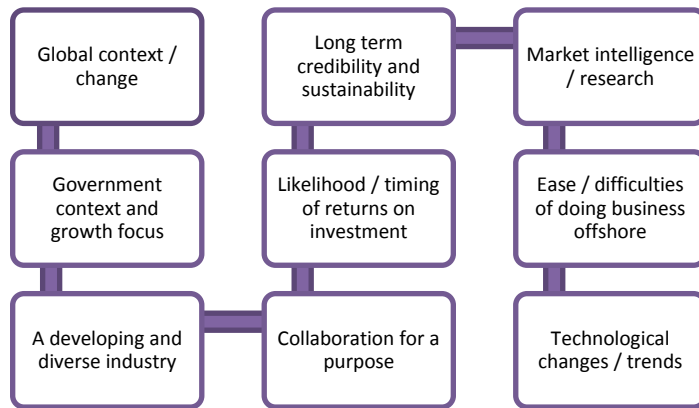 Global context /
change
Government
context and
growth focus
A developing and
diverse industry
Collaboration for a
purpose
Likelihood / timing
of returns on
investment
Long term
credibility and
sustainability
Market intelligence
/ research
Ease / difficulties
of doing business
offshore
Technological
changes / trends